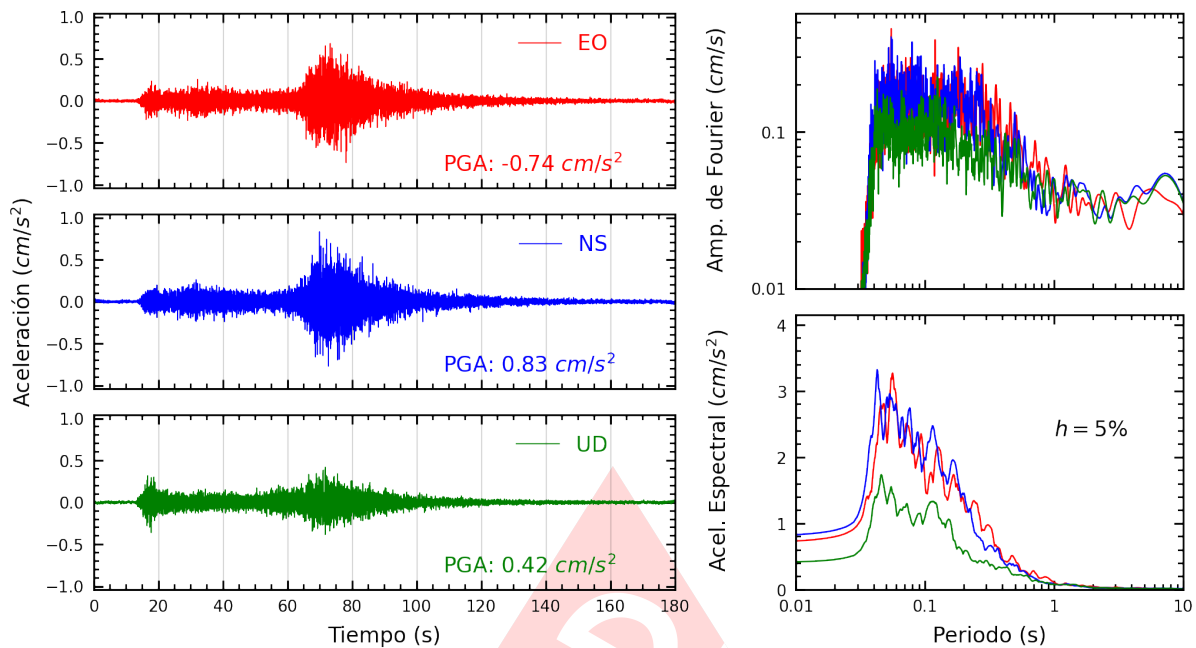 Aceleración (cm/s²)
1.0
0.5
0.0
−0.5
−1.0
EO
PGA: -0.74 cm/s²
1.0
0.5
0.0
−0.5
−1.0
NS
PGA: 0.83 cm/s²
1.0
0.5
0.0
−0.5
−1.0
UD
PGA: 0.42 cm/s²
0 20 40 60 80 100 120 140 160 180
Tiempo (s)
Amp. de Fourier (cm/s)
0.1
0.01
Acel. Espectral (cm/s²)
4
3
2
1
0
h = 5%
0.01 0.1 1 10
Periodo (s)